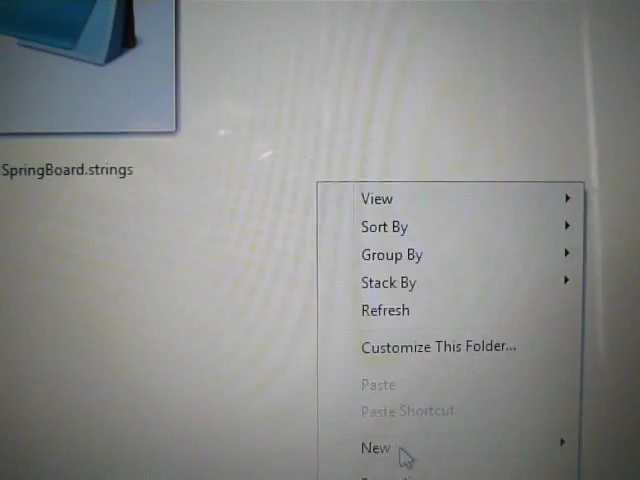 SpringBoard.strings
View
Sort By
Group By
Stack By
Refresh
Customize This Folder...
Paste
Paste Shortcut
New